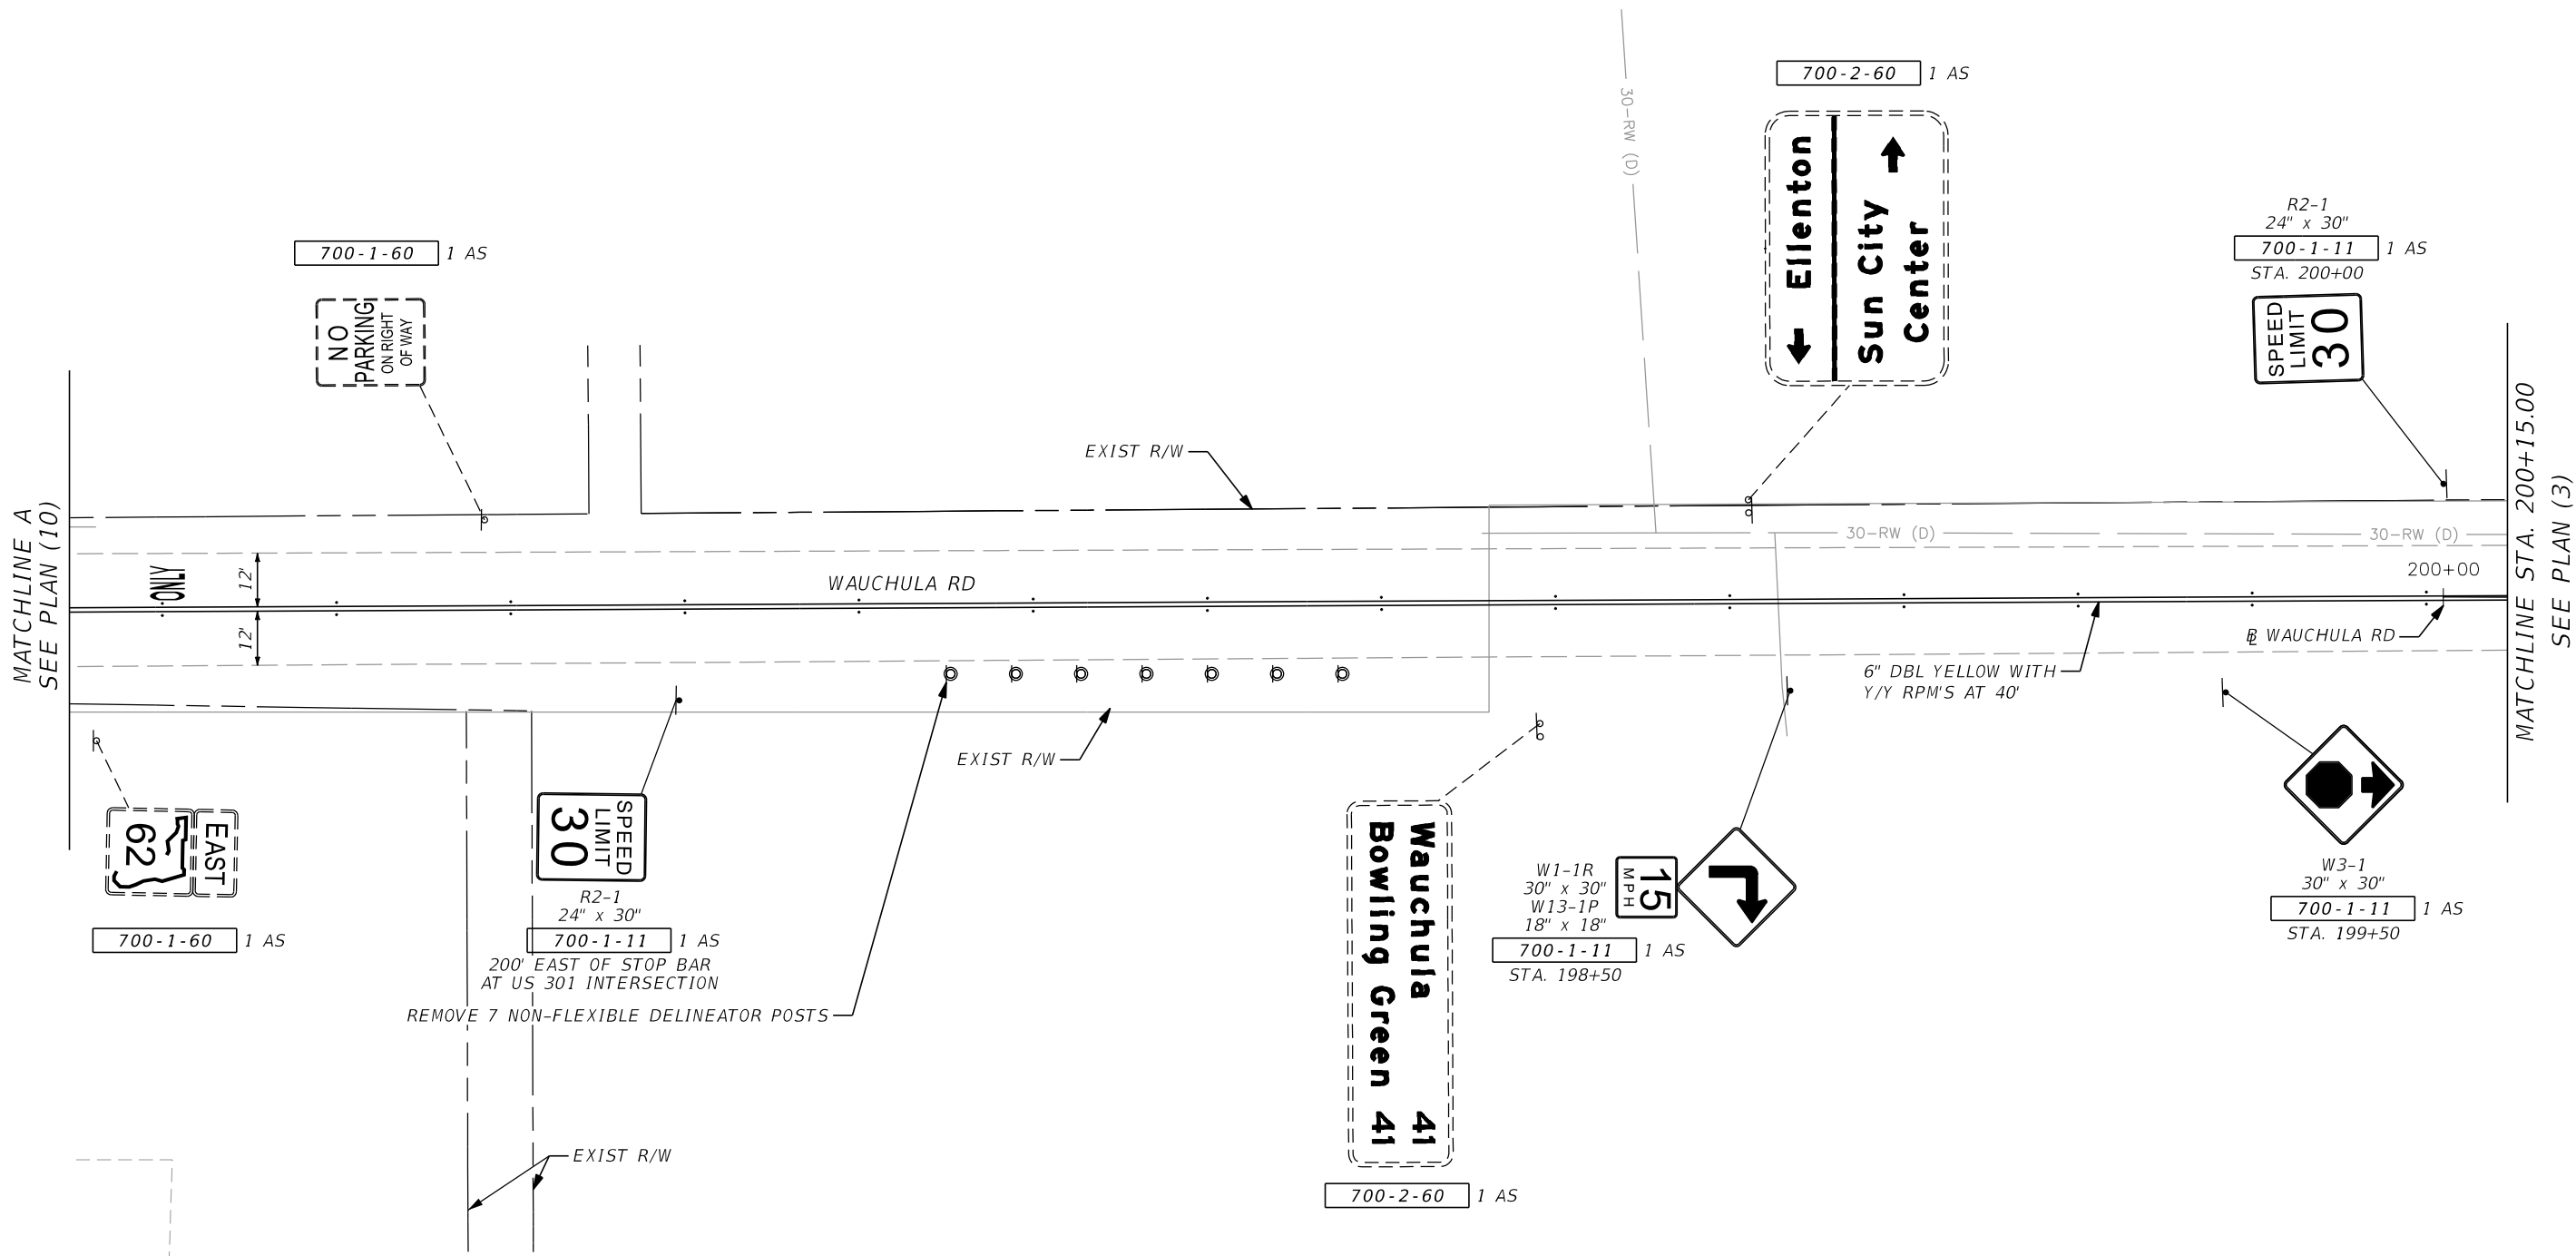 700-2-60 1 AS
30-RW (D)
← Ellenton
Sun City →
Center
700-1-60 1 AS
NO
PARKING
ON RIGHT
OF WAY
R2-1
24" x 30"
700-1-11 1 AS
STA. 200+00
SPEED
LIMIT
30
EXIST R/W
MATCHLINE A
SEE PLAN (10)
MATCHLINE STA. 200+15.00
SEE PLAN (3)
30-RW (D)
30-RW (D)
200+00
12'
ONLY
WAUCHULA RD
12'
BL WAUCHULA RD
6" DBL YELLOW WITH
Y/Y RPM'S AT 40'
EXIST R/W
EAST
62
700-1-60 1 AS
SPEED
LIMIT
30
R2-1
24" x 30"
700-1-11 1 AS
200' EAST OF STOP BAR
AT US 301 INTERSECTION
REMOVE 7 NON-FLEXIBLE DELINEATOR POSTS
EXIST R/W
Wauchula 41
Bowling Green 41
700-2-60 1 AS
W1-1R
30" x 30"
W13-1P
18" x 18"
700-1-11 1 AS
STA. 198+50
15
MPH
W3-1
30" x 30"
700-1-11 1 AS
STA. 199+50